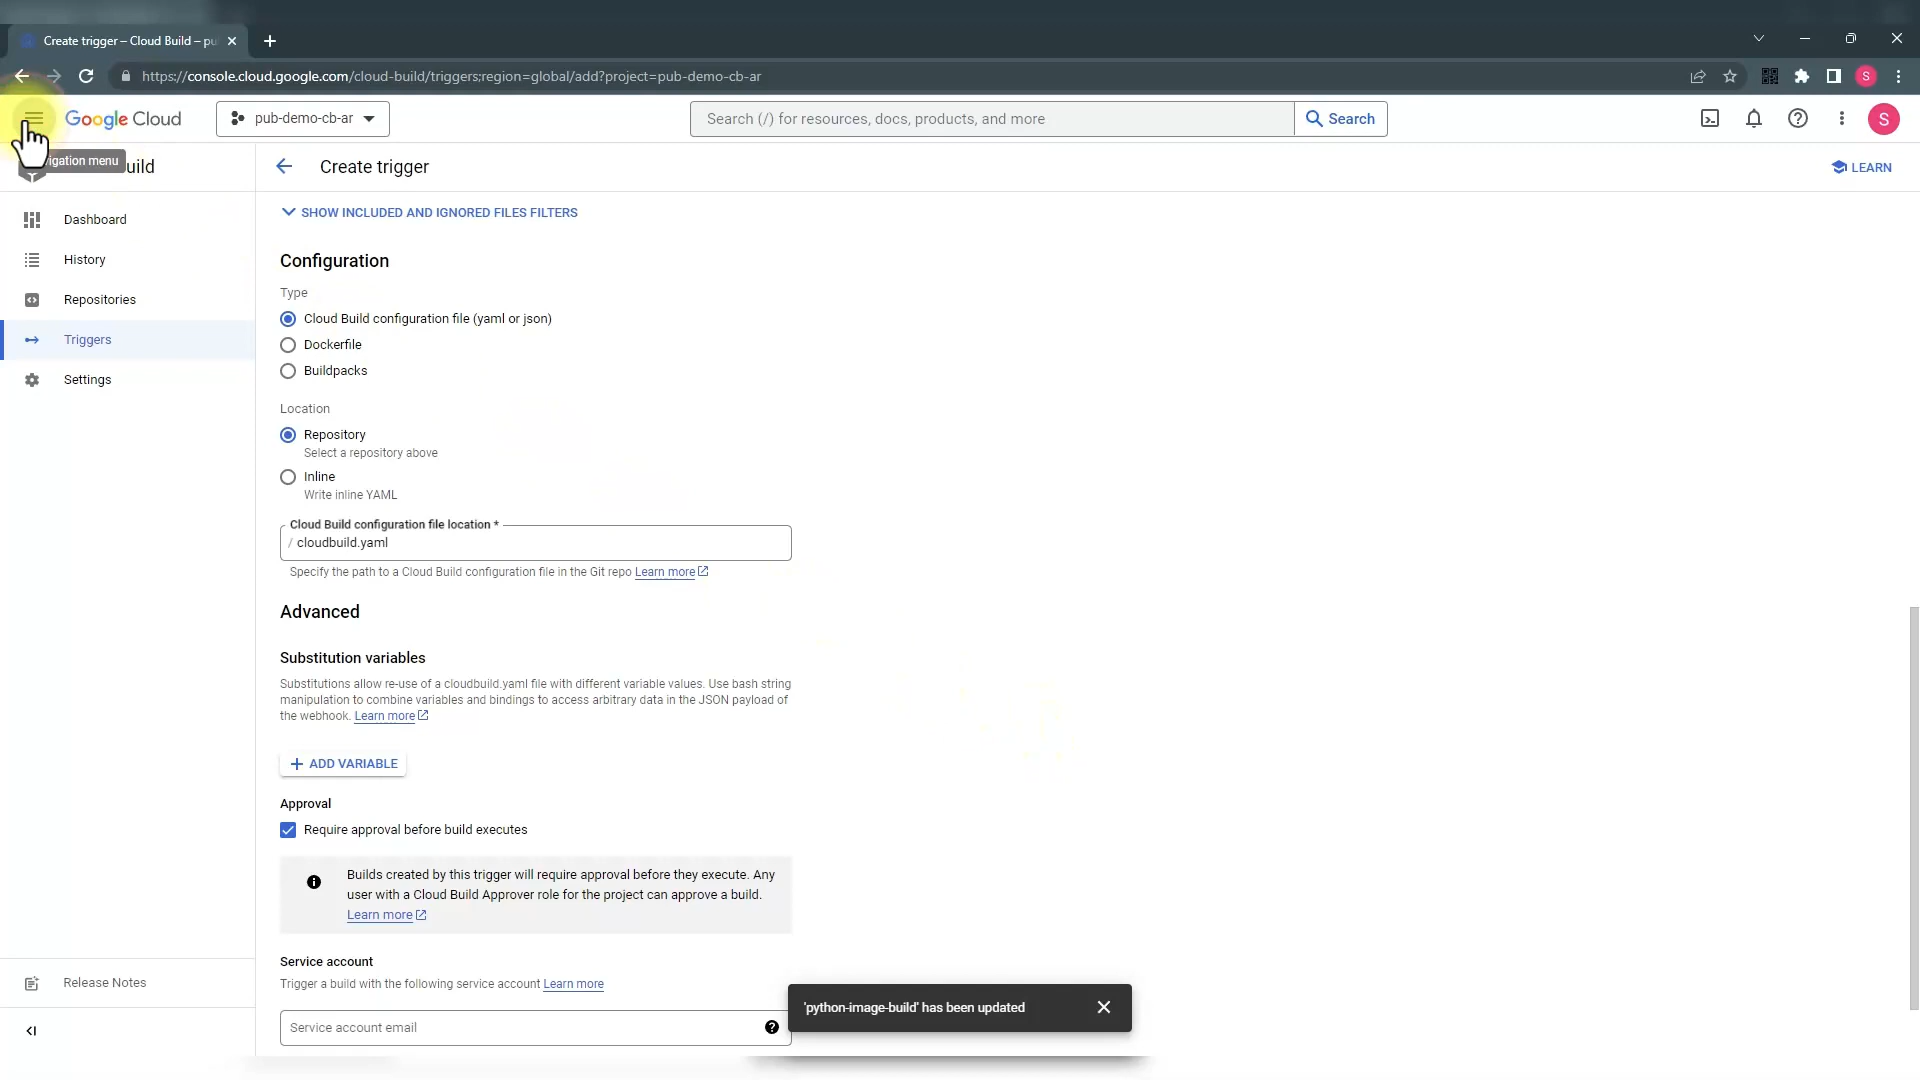 Create trigger – Cloud Build – pu
https://console.cloud.google.com/cloud-build/triggers;region=global/add?project=pub-demo-cb-ar
S
Google Cloud
pub-demo-cb-ar
Search (/) for resources, docs, products, and more
Search
S
igation menu
uild
Create trigger
LEARN
Dashboard
History
Repositories
Triggers
Settings
SHOW INCLUDED AND IGNORED FILES FILTERS
Configuration
Type
Cloud Build configuration file (yaml or json)
Dockerfile
Buildpacks
Location
Repository
Select a repository above
Inline
Write inline YAML
Cloud Build configuration file location *
/ cloudbuild.yaml
Specify the path to a Cloud Build configuration file in the Git repo Learn more
Advanced
Substitution variables
Substitutions allow re-use of a cloudbuild.yaml file with different variable values. Use bash string
manipulation to combine variables and bindings to access arbitrary data in the JSON payload of
the webhook. Learn more
ADD VARIABLE
Approval
Require approval before build executes
Builds created by this trigger will require approval before they execute. Any
user with a Cloud Build Approver role for the project can approve a build.
Learn more
Service account
Trigger a build with the following service account Learn more
Service account email
'python-image-build' has been updated
Release Notes